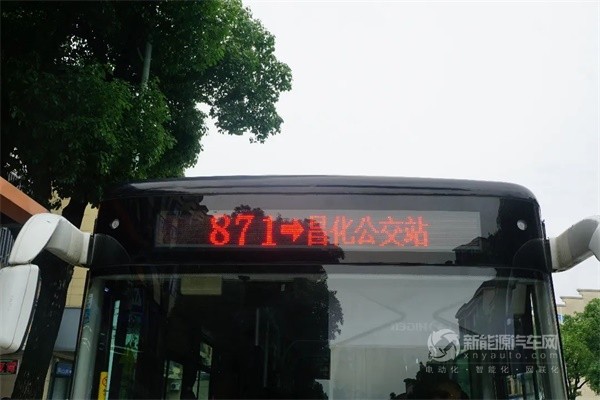 871➡昌化公交站
新能源汽车网
xnyauto.com
电动化 · 智能化 · 网联化